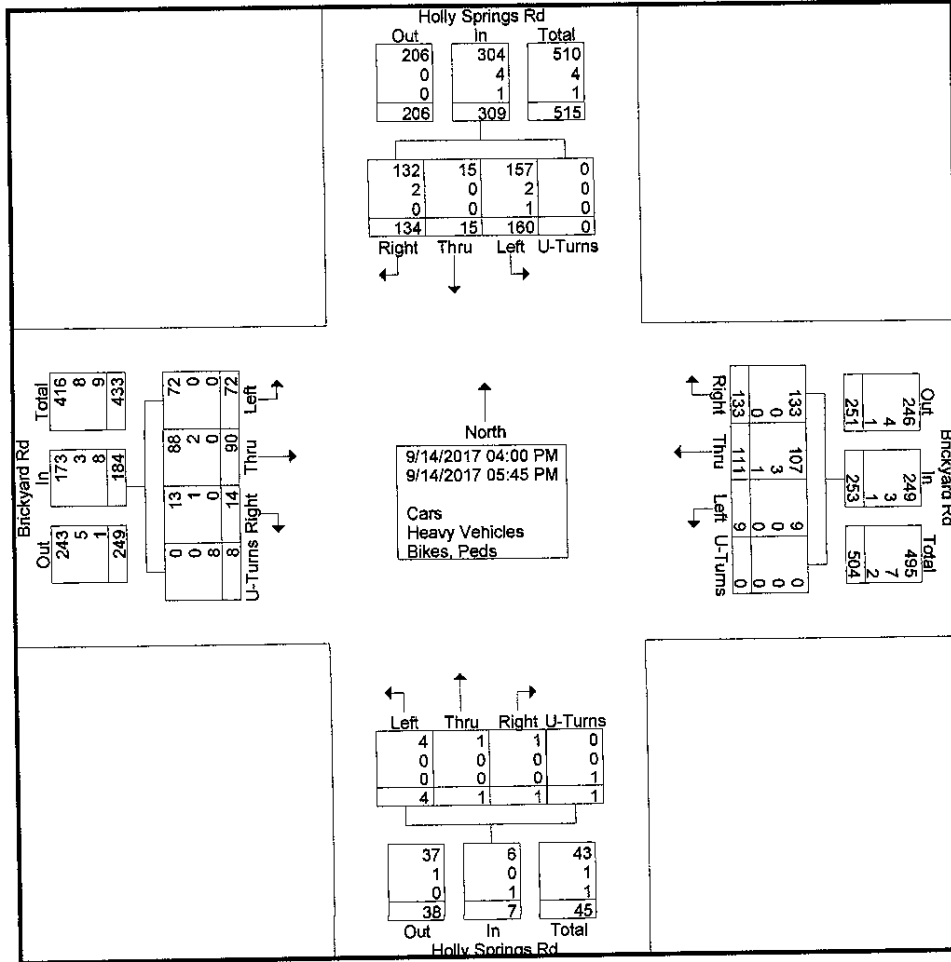 Holly Springs Rd
Out In Total
206 304 510
0 4 4
0 1 1
206 309 515
132 15 157 0
2 0 2 0
0 0 1 0
134 15 160 0
Right Thru Left U-Turns
Brickyard Rd
Total In Out
416 173 243
8 3 5
9 8 1
433 184 249
72 88 13 0
0 2 1 0
0 0 0 8
72 90 14 8
Left Thru Right U-Turns
North
9/14/2017 04:00 PM
9/14/2017 05:45 PM
Cars
Heavy Vehicles
Bikes, Peds
Brickyard Rd
Out In Total
246 249 495
4 3 7
1 1 2
251 253 504
133 107 9 0
0 3 0 0
0 1 0 0
133 111 9 0
Right Thru Left U-Turns
Left Thru Right U-Turns
4 1 1 0
0 0 0 0
0 0 0 1
4 1 1 1
37 6 43
1 0 1
0 1 1
38 7 45
Out In Total
Holly Springs Rd